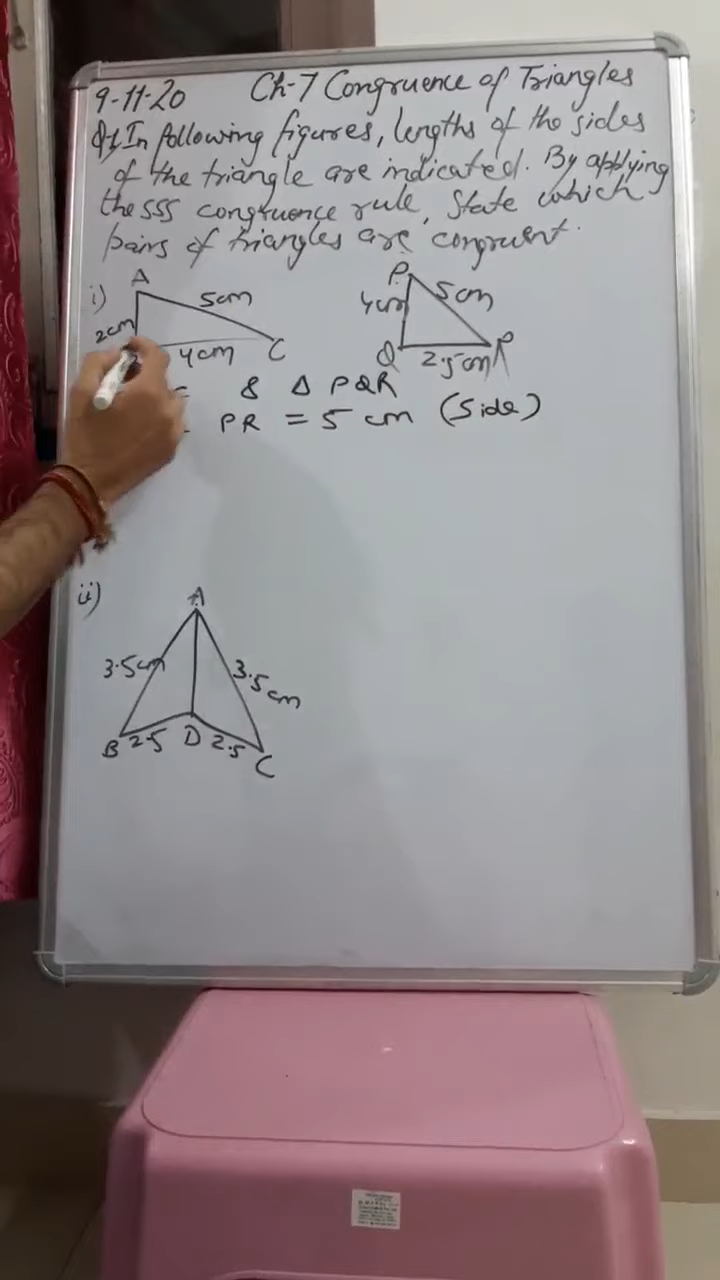 9-11-20 Ch-7 Congruence of Triangles
Q1 In following figures, lengths of the sides
of the triangle are indicated. By applying
the SSS congruence rule, State which
pairs of triangles are congruent.
i) A 5cm 2cm 4cm C
P 4cm 5cm Q 2.5cm R
& Δ PQR
PR = 5 cm (Side)
ii) A
3.5cm 3.5cm
B 2.5 D 2.5 C